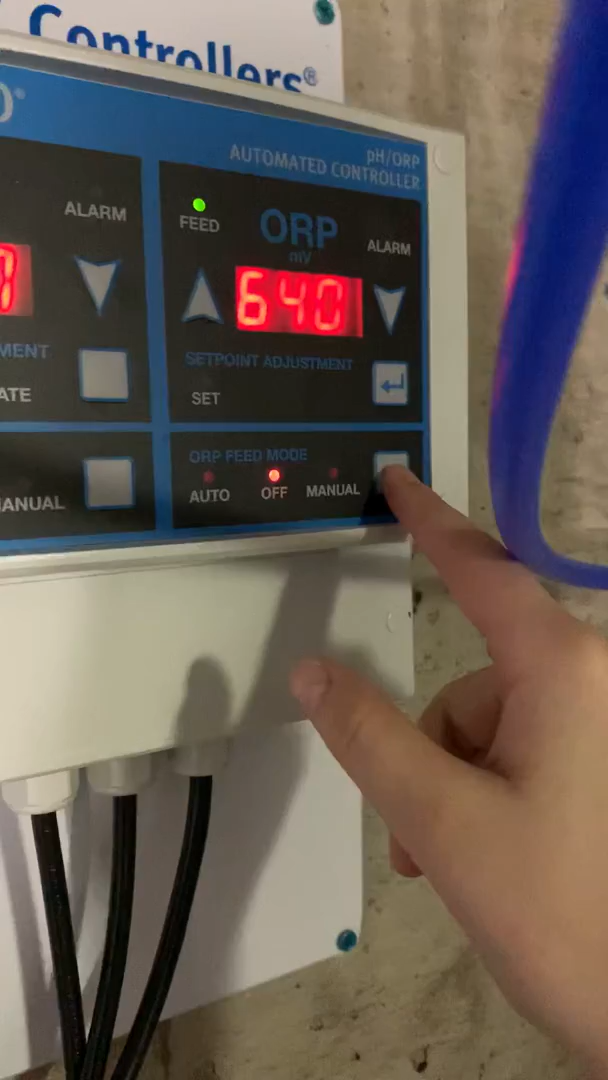 Controllers®
0®
pH/ORP
AUTOMATED CONTROLLER
ALARM
FEED
ORP
mV
ALARM
640
MENT
SETPOINT ADJUSTMENT
ATE
SET
ORP FEED MODE
ANUAL
AUTO
OFF
MANUAL